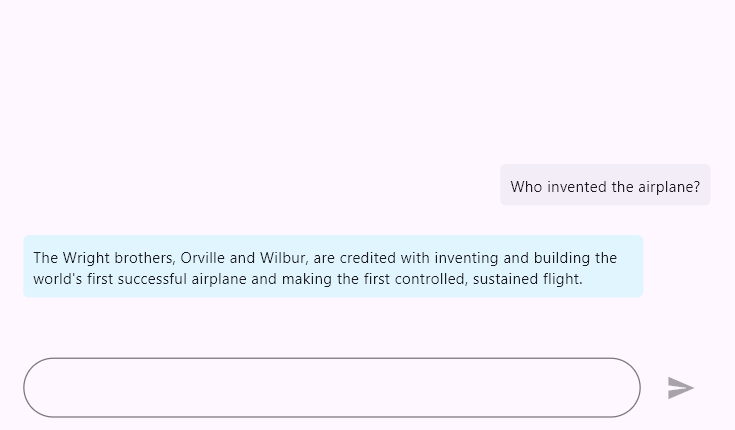 Who invented the airplane?
The Wright brothers, Orville and Wilbur, are credited with inventing and building the
world's first successful airplane and making the first controlled, sustained flight.